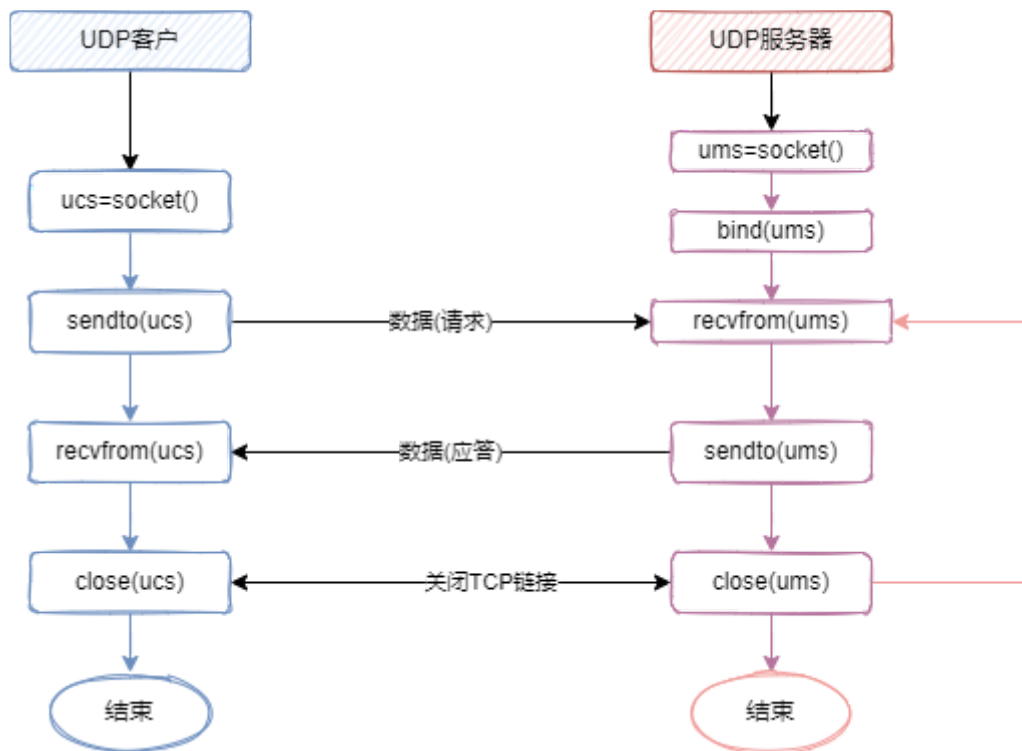 UDP客户
UDP服务器
ums=socket()
ucs=socket()
bind(ums)
sendto(ucs)
数据(请求)
recvfrom(ums)
recvfrom(ucs)
数据(应答)
sendto(ums)
close(ucs)
关闭TCP链接
close(ums)
结束
结束